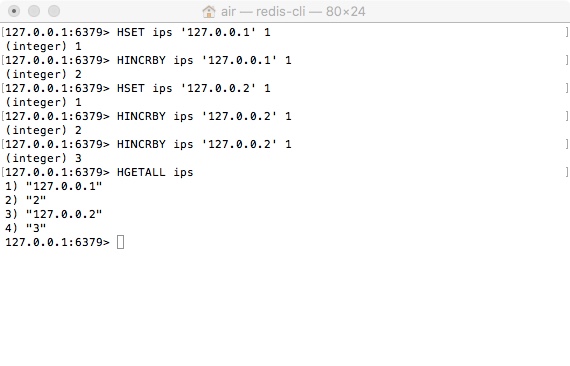 air — redis-cli — 80×24
[127.0.0.1:6379> HSET ips '127.0.0.1' 1 ]
(integer) 1
[127.0.0.1:6379> HINCRBY ips '127.0.0.1' 1 ]
(integer) 2
[127.0.0.1:6379> HSET ips '127.0.0.2' 1 ]
(integer) 1
[127.0.0.1:6379> HINCRBY ips '127.0.0.2' 1 ]
(integer) 2
[127.0.0.1:6379> HINCRBY ips '127.0.0.2' 1 ]
(integer) 3
[127.0.0.1:6379> HGETALL ips ]
1) "127.0.0.1"
2) "2"
3) "127.0.0.2"
4) "3"
127.0.0.1:6379>